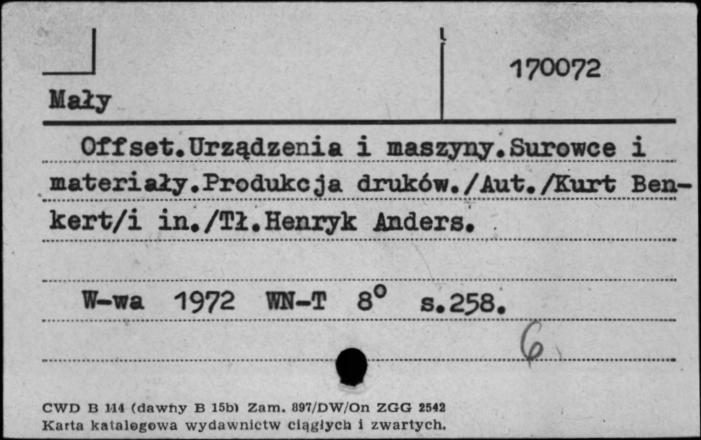 170072
Mały
Offset.Urządzenia i maszyny.Surowce i
materiały.Produkcja druków./Aut./Kurt Ben-
kert/i in./Tł.Henryk Anders.
W-wa 1972 WN-T 8° s.258.
6
CWD B 144 (dawny B 15b) Zam. 897/DW/On ZGG 2542
Karta katalogowa wydawnictw ciągłych i zwartych.